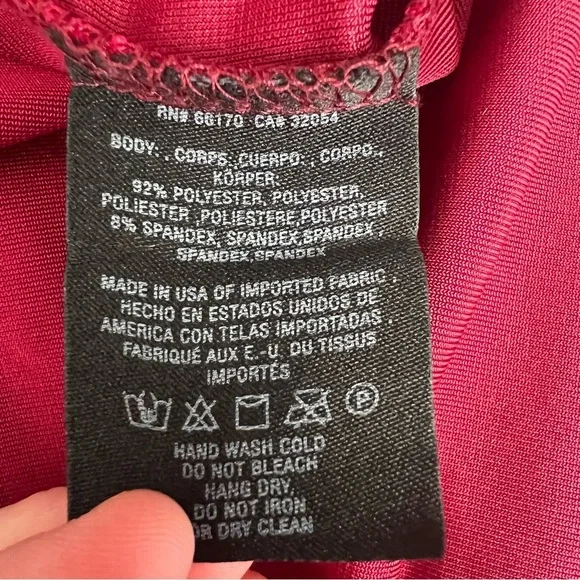 RN# 66170 CA# 32054
BODY: , CORPS:,CUERPO: , CORPO:,
KÖRPER:
92% POLYESTER, POLYESTER,
POLIESTER ,POLIESTERE,POLYESTER
8% SPANDEX, SPANDEX,SPANDEX ,
SPANDEX,SPANDEX
MADE IN USA OF IMPORTED FABRIC .
HECHO EN ESTADOS UNIDOS DE
AMERICA CON TELAS IMPORTADAS .
FABRIQUÉ AUX E.-U. DU TISSUS
IMPORTÉS
P
HAND WASH COLD
DO NOT BLEACH
HANG DRY,
DO NOT IRON
OR DRY CLEAN